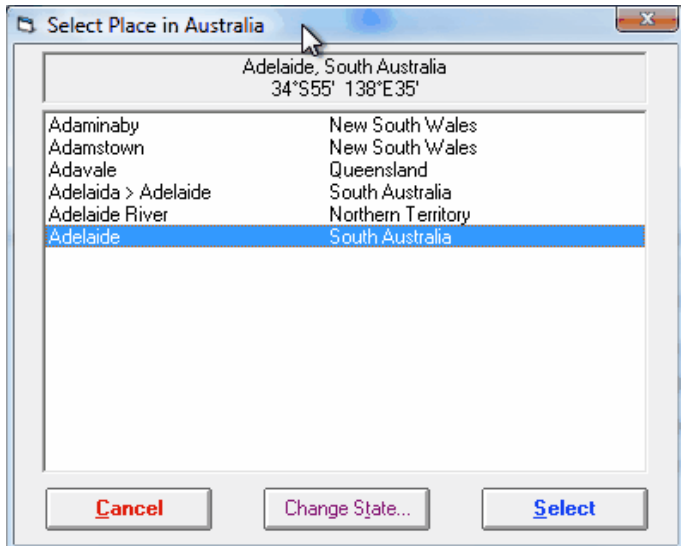 Select Place in Australia
Adelaide, South Australia
34°S55' 138°E35'
Adaminaby New South Wales
Adamstown New South Wales
Adavale Queensland
Adelaida > Adelaide South Australia
Adelaide River Northern Territory
Adelaide South Australia
Cancel Change State... Select